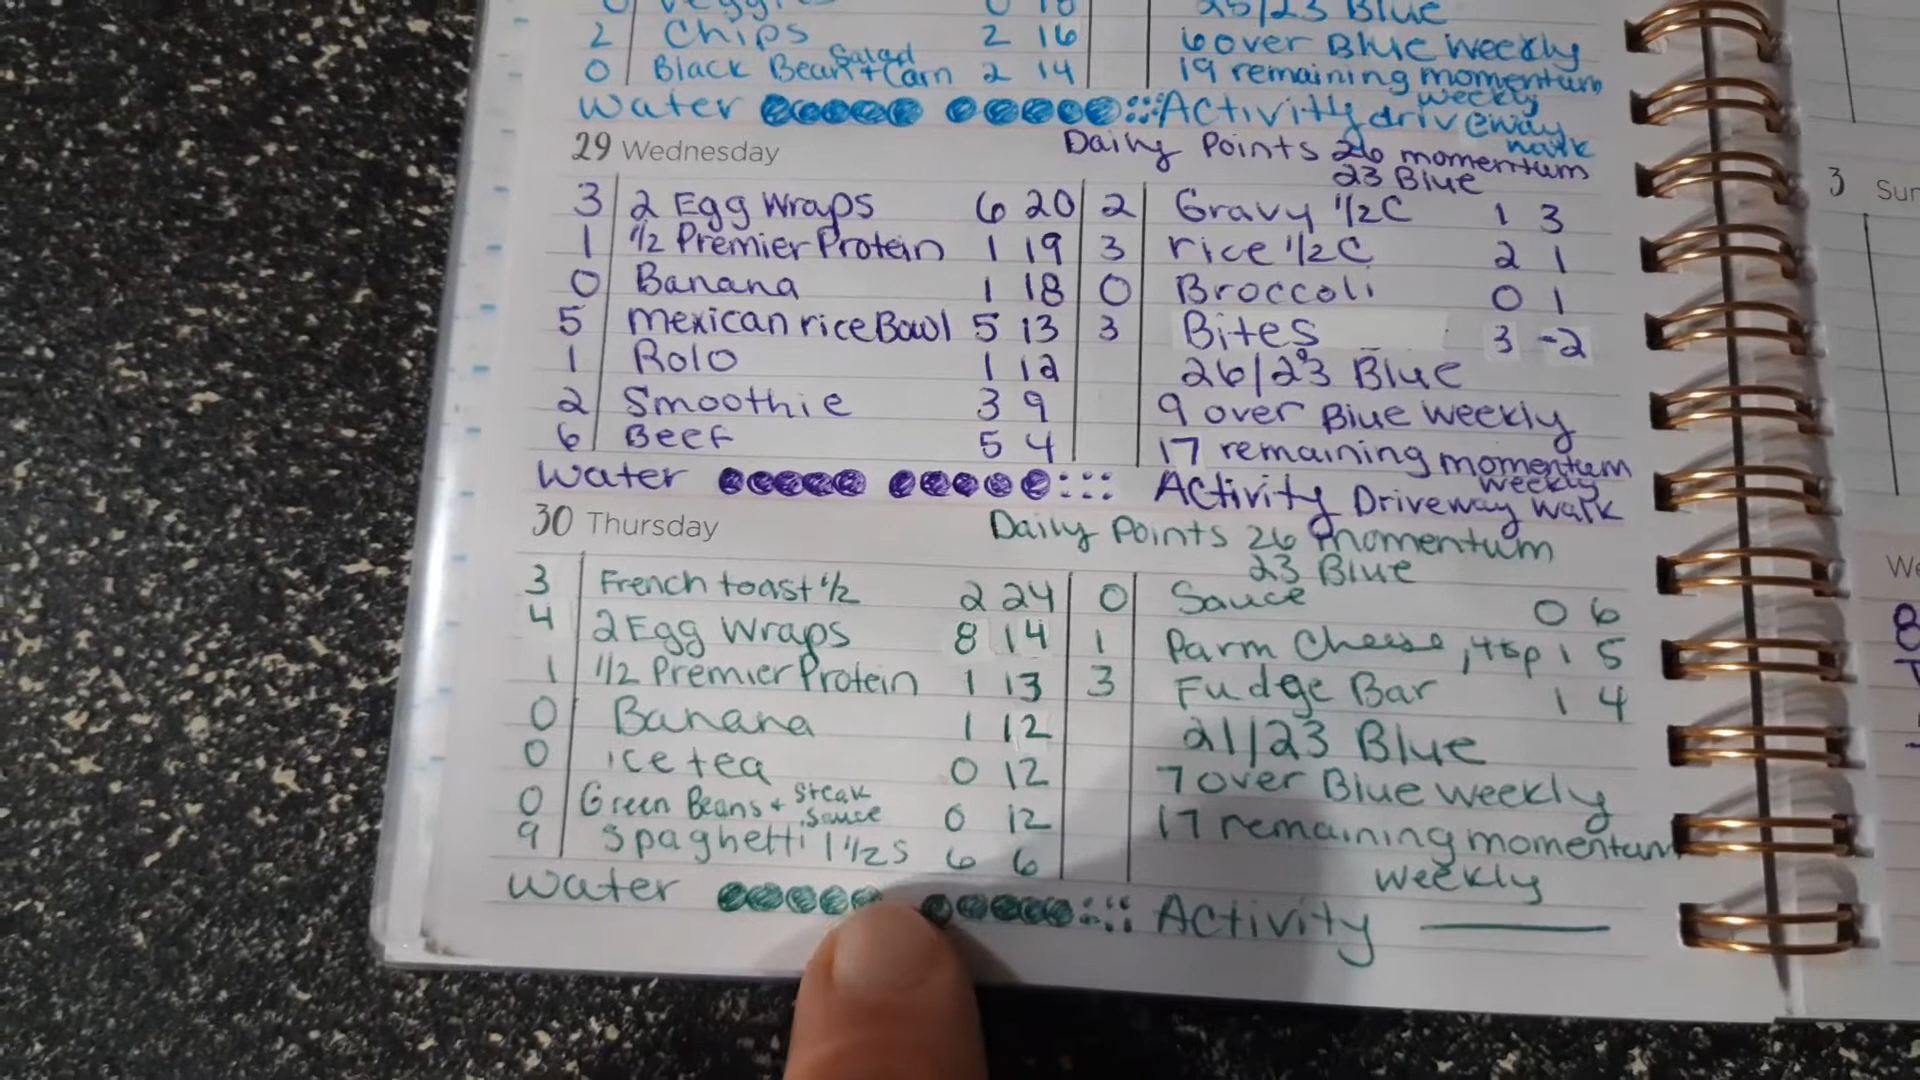 Veggie 0 18 25/23 Blue
2 Chips 2 16 6 over Blue weekly
0 Black Bean + Corn Salad 2 14 19 remaining momentum weekly
Water Activity driveway walk
29 Wednesday Daily Points 26 momentum
23 Blue
3 2 Egg Wraps 6 20 2 Gravy 1/2C 1 3
1 1/2 Premier Protein 1 19 3 rice 1/2C 2 1
0 Banana 1 18 0 Broccoli 0 1
5 mexican rice Bowl 5 13 3 Bites 3 -2
1 Rolo 1 12 26/23 Blue
2 Smoothie 3 9 9 over Blue weekly
6 Beef 5 4 17 remaining momentum weekly
Water Activity Driveway walk
30 Thursday Daily Points 26 momentum
23 Blue
3 French toast 1/2 2 24 0 Sauce 0 6
4 2 Egg Wraps 8 14 1 Parm Cheese, 4tsp 1 5
1 1/2 Premier Protein 1 13 3 Fudge Bar 1 4
0 Banana 1 12 21/23 Blue
0 ice tea 0 12 7 over Blue weekly
0 Green Beans + Steak Sauce 0 12 17 remaining momentum weekly
9 Spaghetti 1 1/2 S 6 6
Water Activity
3 Sun
We
8